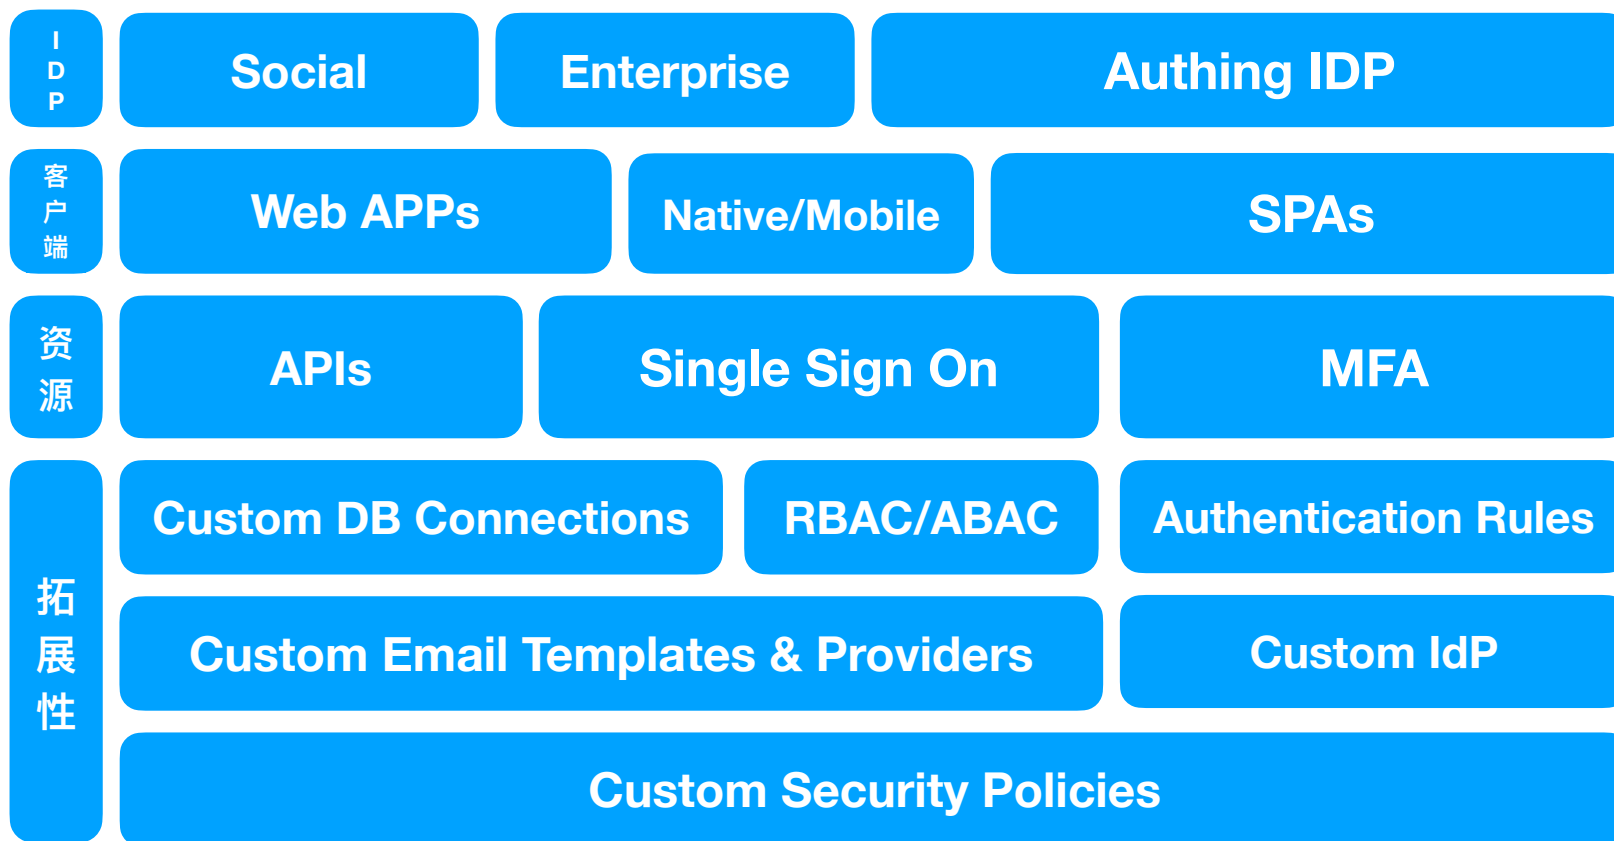 IDP
Social
Enterprise
Authing IDP
客户端
Web APPs
Native/Mobile
SPAs
资源
APIs
Single Sign On
MFA
拓展性
Custom DB Connections
RBAC/ABAC
Authentication Rules
Custom Email Templates & Providers
Custom IdP
Custom Security Policies